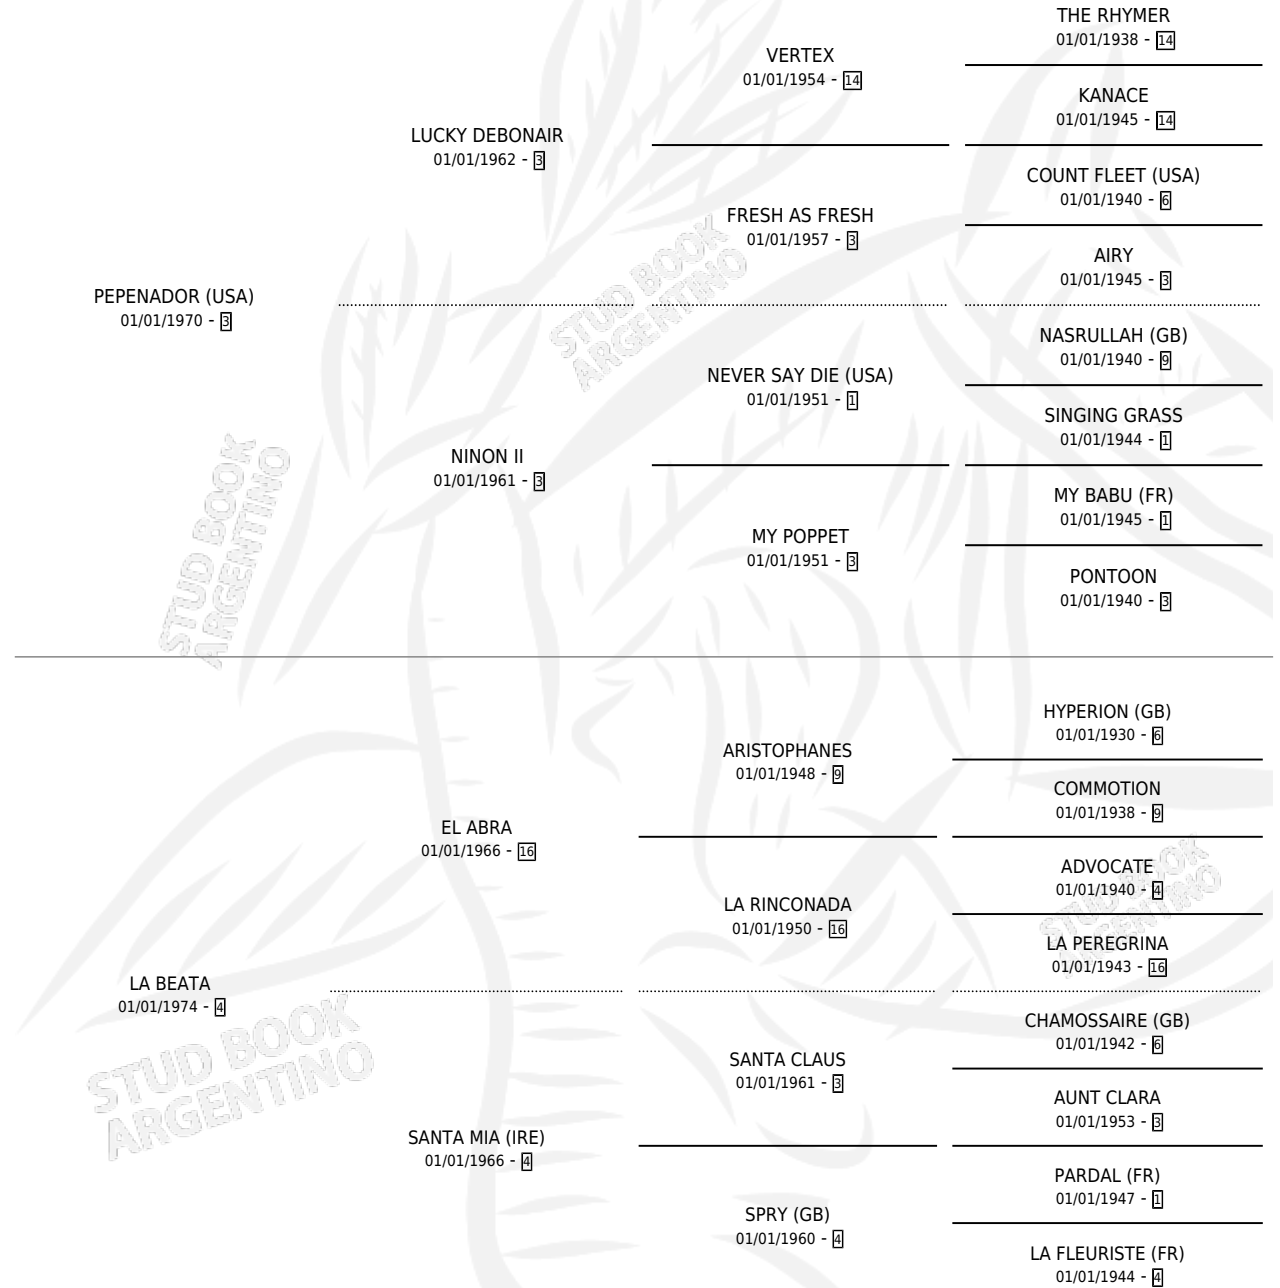 THE RHYMER
01/01/1938 - 14
VERTEX
01/01/1954 - 14
KANACE
01/01/1945 - 14
LUCKY DEBONAIR
01/01/1962 - 3
COUNT FLEET (USA)
01/01/1940 - 6
FRESH AS FRESH
01/01/1957 - 3
AIRY
01/01/1945 - 3
PEPENADOR (USA)
01/01/1970 - 3
NASRULLAH (GB)
01/01/1940 - 9
NEVER SAY DIE (USA)
01/01/1951 - 1
SINGING GRASS
01/01/1944 - 1
NINON II
01/01/1961 - 3
MY BABU (FR)
01/01/1945 - 1
MY POPPET
01/01/1951 - 3
PONTOON
01/01/1940 - 3
HYPERION (GB)
01/01/1930 - 6
ARISTOPHANES
01/01/1948 - 9
COMMOTION
01/01/1938 - 9
EL ABRA
01/01/1966 - 16
ADVOCATE
01/01/1940 - 4
LA RINCONADA
01/01/1950 - 16
LA PEREGRINA
01/01/1943 - 16
LA BEATA
01/01/1974 - 4
CHAMOSSAIRE (GB)
01/01/1942 - 6
SANTA CLAUS
01/01/1961 - 3
AUNT CLARA
01/01/1953 - 3
SANTA MIA (IRE)
01/01/1966 - 4
PARDAL (FR)
01/01/1947 - 1
SPRY (GB)
01/01/1960 - 4
LA FLEURISTE (FR)
01/01/1944 - 4
STUD BOOK
ARGENTINO
STUD BOOK
ARGENTINO
STUD BOOK
ARGENTINO
STUD BOOK
ARGENTINO